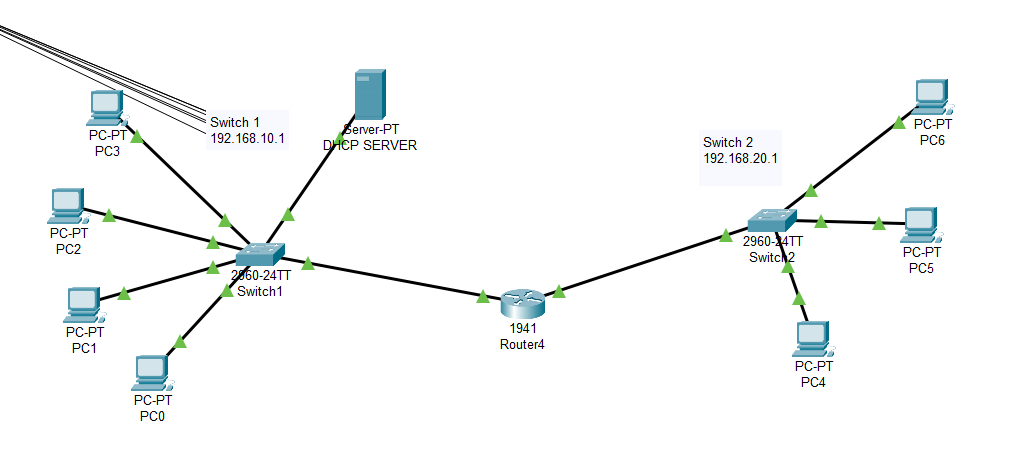 Switch 1
192.168.10.1
PC-PT
PC3
Server-PT
DHCP SERVER
Switch 2
192.168.20.1
PC-PT
PC6
PC-PT
PC2
2960-24TT
Switch1
2960-24TT
Switch2
PC-PT
PC5
PC-PT
PC1
1941
Router4
PC-PT
PC4
PC-PT
PC0